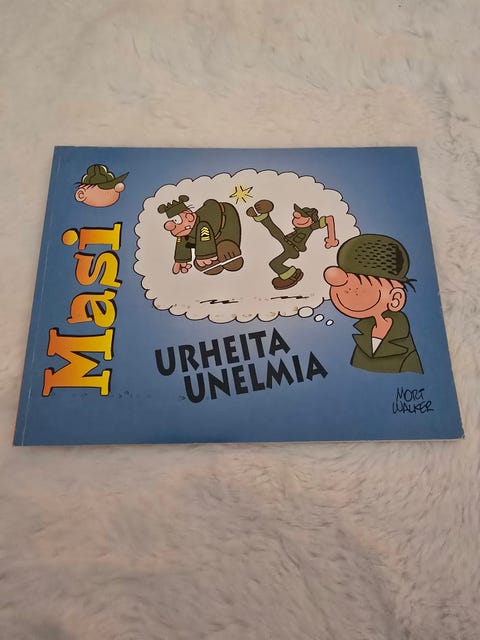 Masi
URHEITA
UNELMIA
MORT
WALKER